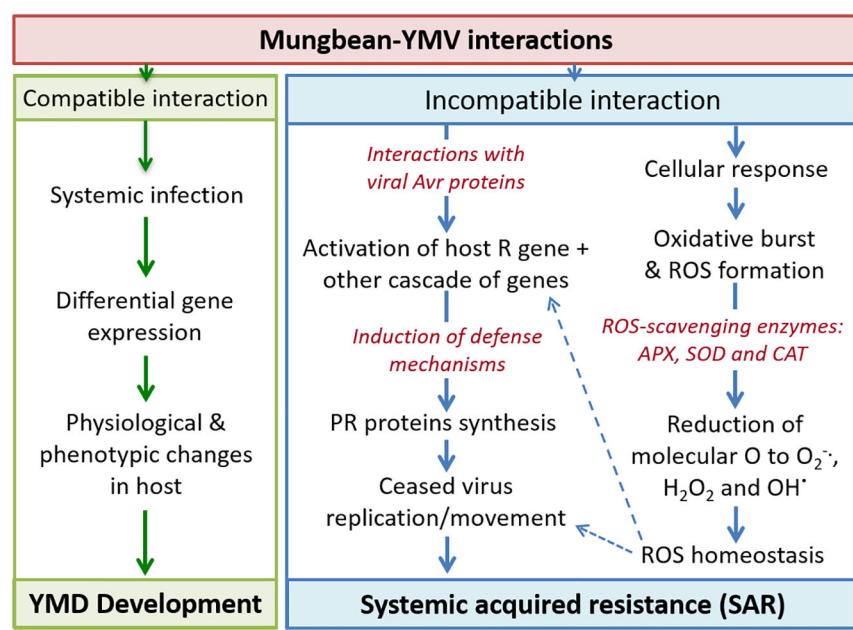 Mungbean-YMV interactions
Compatible interaction
Systemic infection
Differential gene
expression
Physiological &
phenotypic changes
in host
YMD Development
Incompatible interaction
Interactions with
viral Avr proteins
Activation of host R gene +
other cascade of genes
Induction of defense
mechanisms
PR proteins synthesis
Ceased virus
replication/movement
Cellular response
Oxidative burst
& ROS formation
ROS-scavenging enzymes:
APX, SOD and CAT
Reduction of
molecular O to O₂⁻·,
H₂O₂ and OH˙
ROS homeostasis
Systemic acquired resistance (SAR)